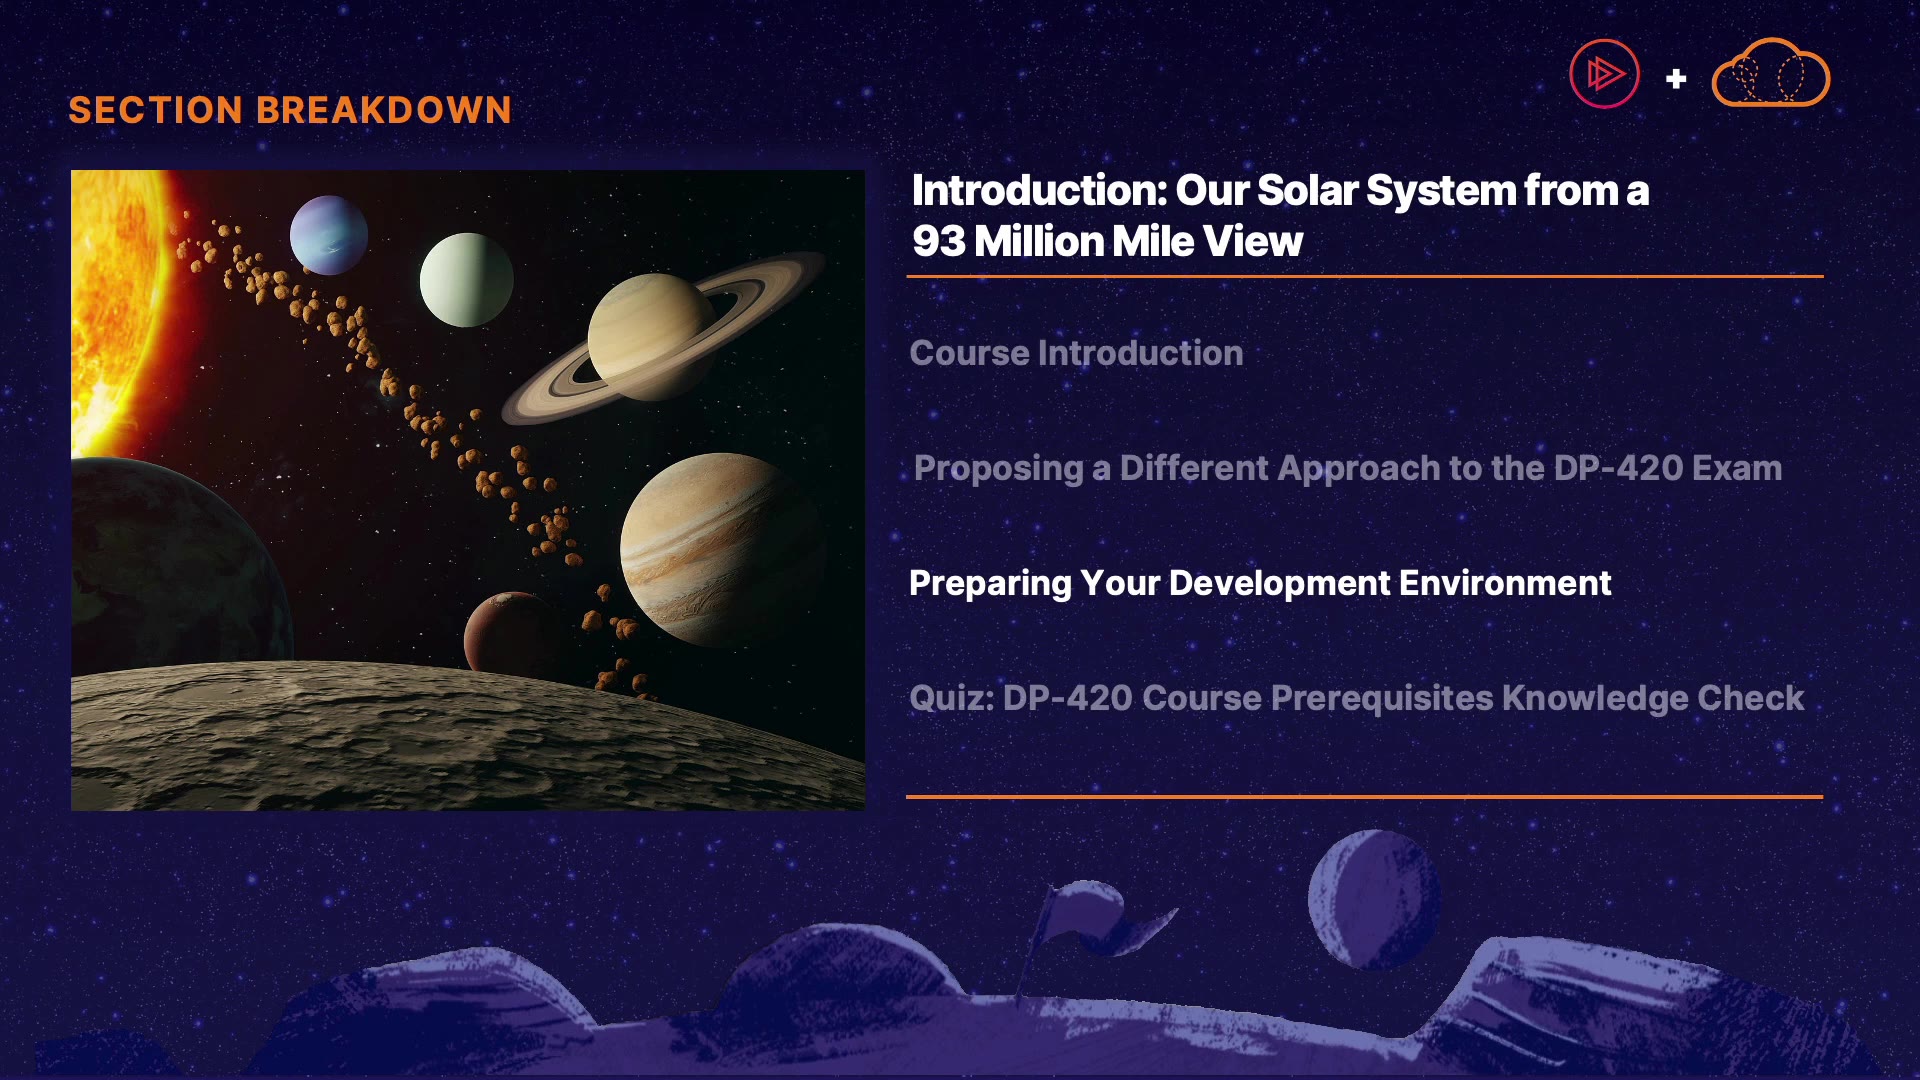 SECTION BREAKDOWN
+
Introduction: Our Solar System from a
93 Million Mile View
Course Introduction
Proposing a Different Approach to the DP-420 Exam
Preparing Your Development Environment
Quiz: DP-420 Course Prerequisites Knowledge Check